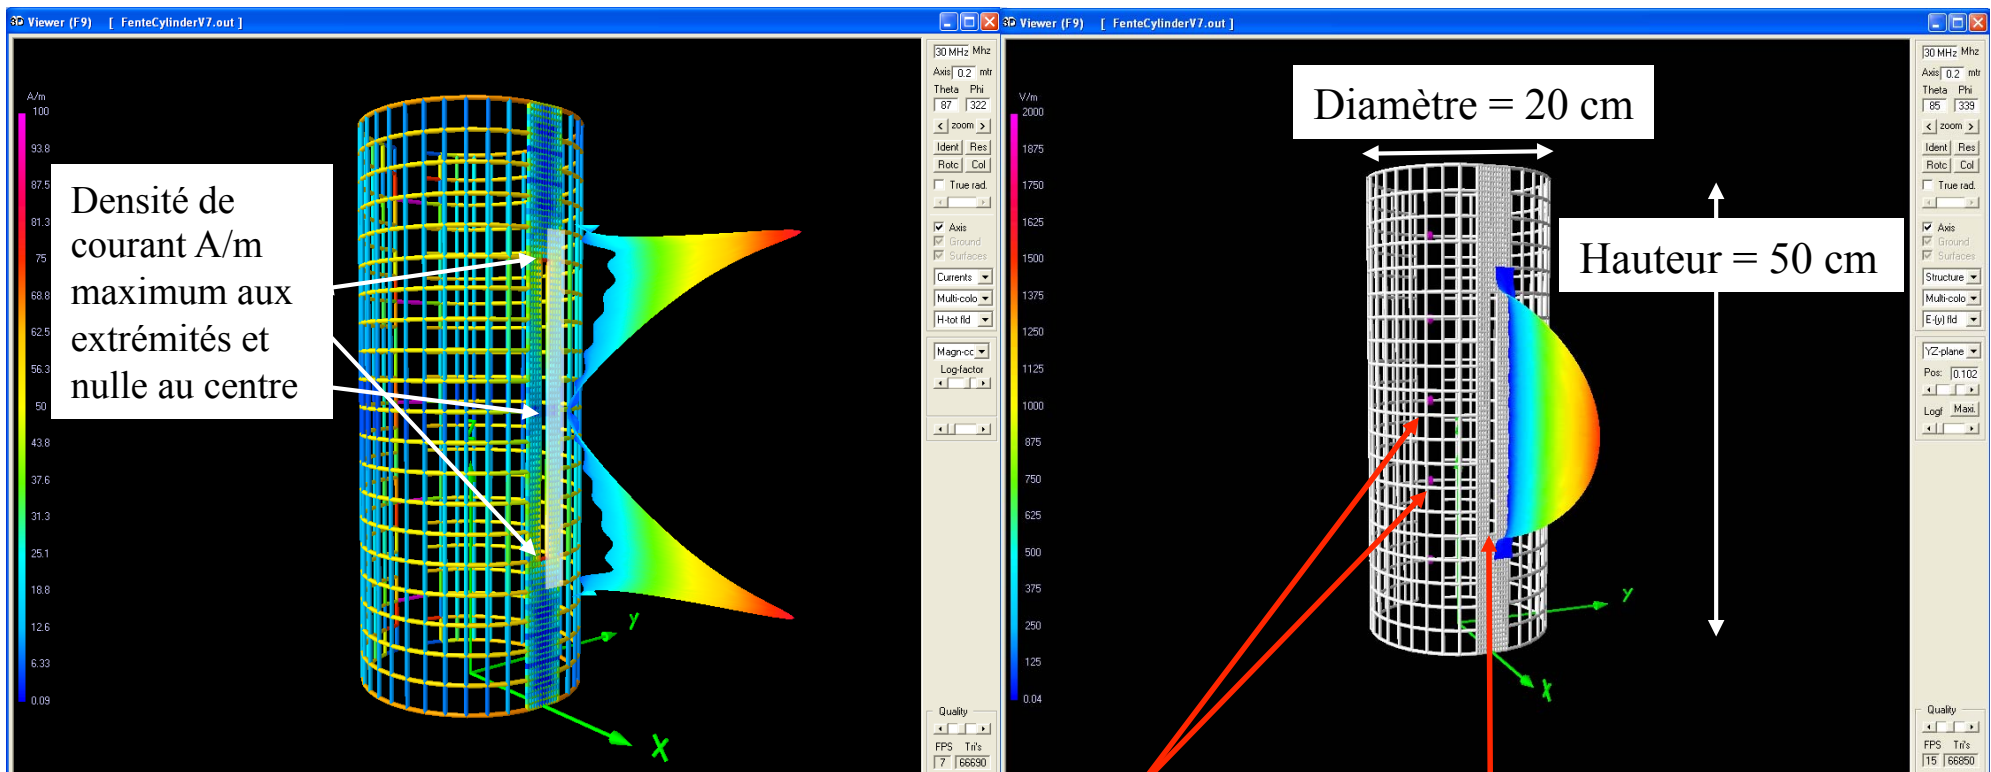 3D Viewer (F9) [ FenteCylinderV7.out ]
A/m
100
93.8
87.5
81.3
75
68.8
62.5
56.3
50
43.8
37.6
31.3
25.1
18.8
12.6
6.33
0.09
Densité de
courant A/m
maximum aux
extrémités et
nulle au centre
Y
X
30 MHz Mhz
Axis 0.2 mtr
Theta Phi
87 322
< zoom >
Ident Res
Rotc Col
True rad.
Axis
Ground
Surfaces
Currents
Multi-colo
H-tot fld
Magn-cc
Log-factor
Quality
FPS Tri's
7 66690
3D Viewer (F9) [ FenteCylinderV7.out ]
V/m
2000
1875
1750
1625
1500
1375
1250
1125
1000
875
750
625
500
375
250
125
0.04
Diamètre = 20 cm
Hauteur = 50 cm
Y
X
30 MHz Mhz
Axis 0.2 mtr
Theta Phi
85 339
< zoom >
Ident Res
Rotc Col
True rad.
Axis
Ground
Surfaces
Structure
Multi-colo
E-(y) fld
YZ-plane
Pos: 0.102
Logf Maxi.
Quality
FPS Tri's
15 66850